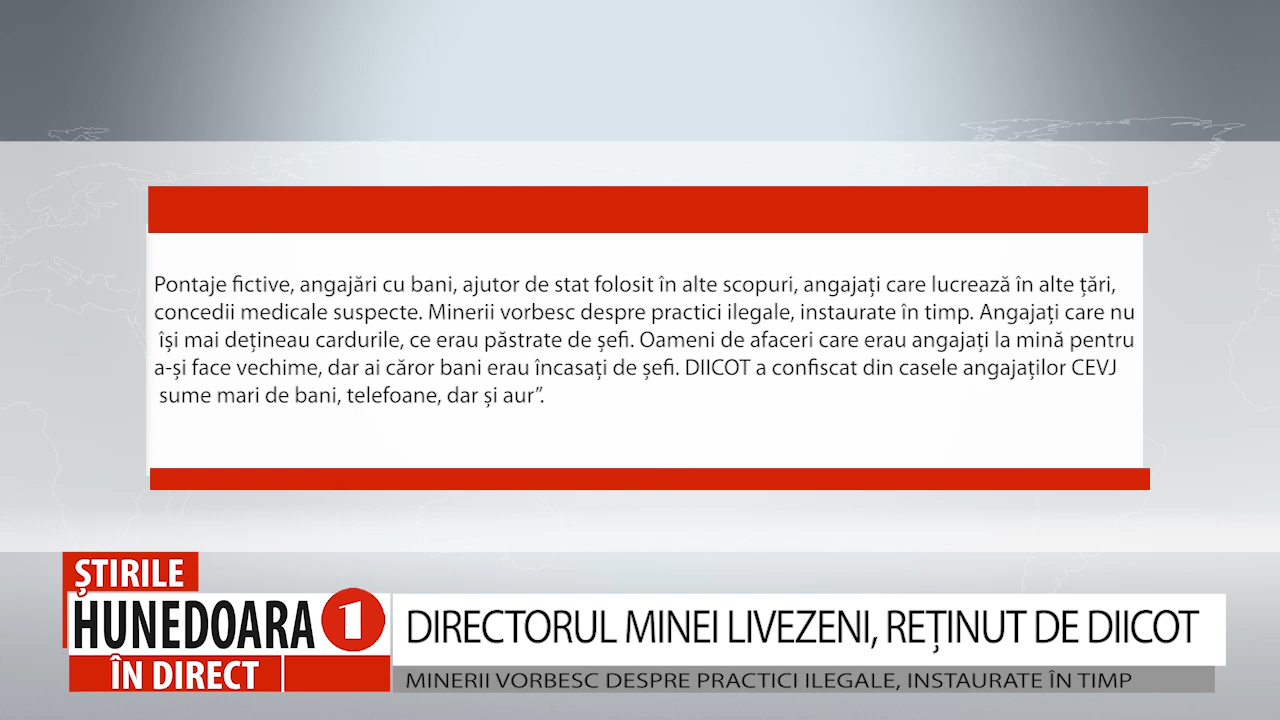 Pontaje fictive, angajări cu bani, ajutor de stat folosit în alte scopuri, angajați care lucrează în alte țări,
concedii medicale suspecte. Minerii vorbesc despre practici ilegale, instaurate în timp. Angajați care nu
își mai dețineau cardurile, ce erau păstrate de șefi. Oameni de afaceri care erau angajați la mină pentru
a-și face vechime, dar ai căror bani erau încasați de șefi. DIICOT a confiscat din casele angajaților CEVJ
sume mari de bani, telefoane, dar și aur”.
ȘTIRILE
HUNEDOARA 1
ÎN DIRECT
DIRECTORUL MINEI LIVEZENI, REȚINUT DE DIICOT
MINERII VORBESC DESPRE PRACTICI ILEGALE, INSTAURATE ÎN TIMP